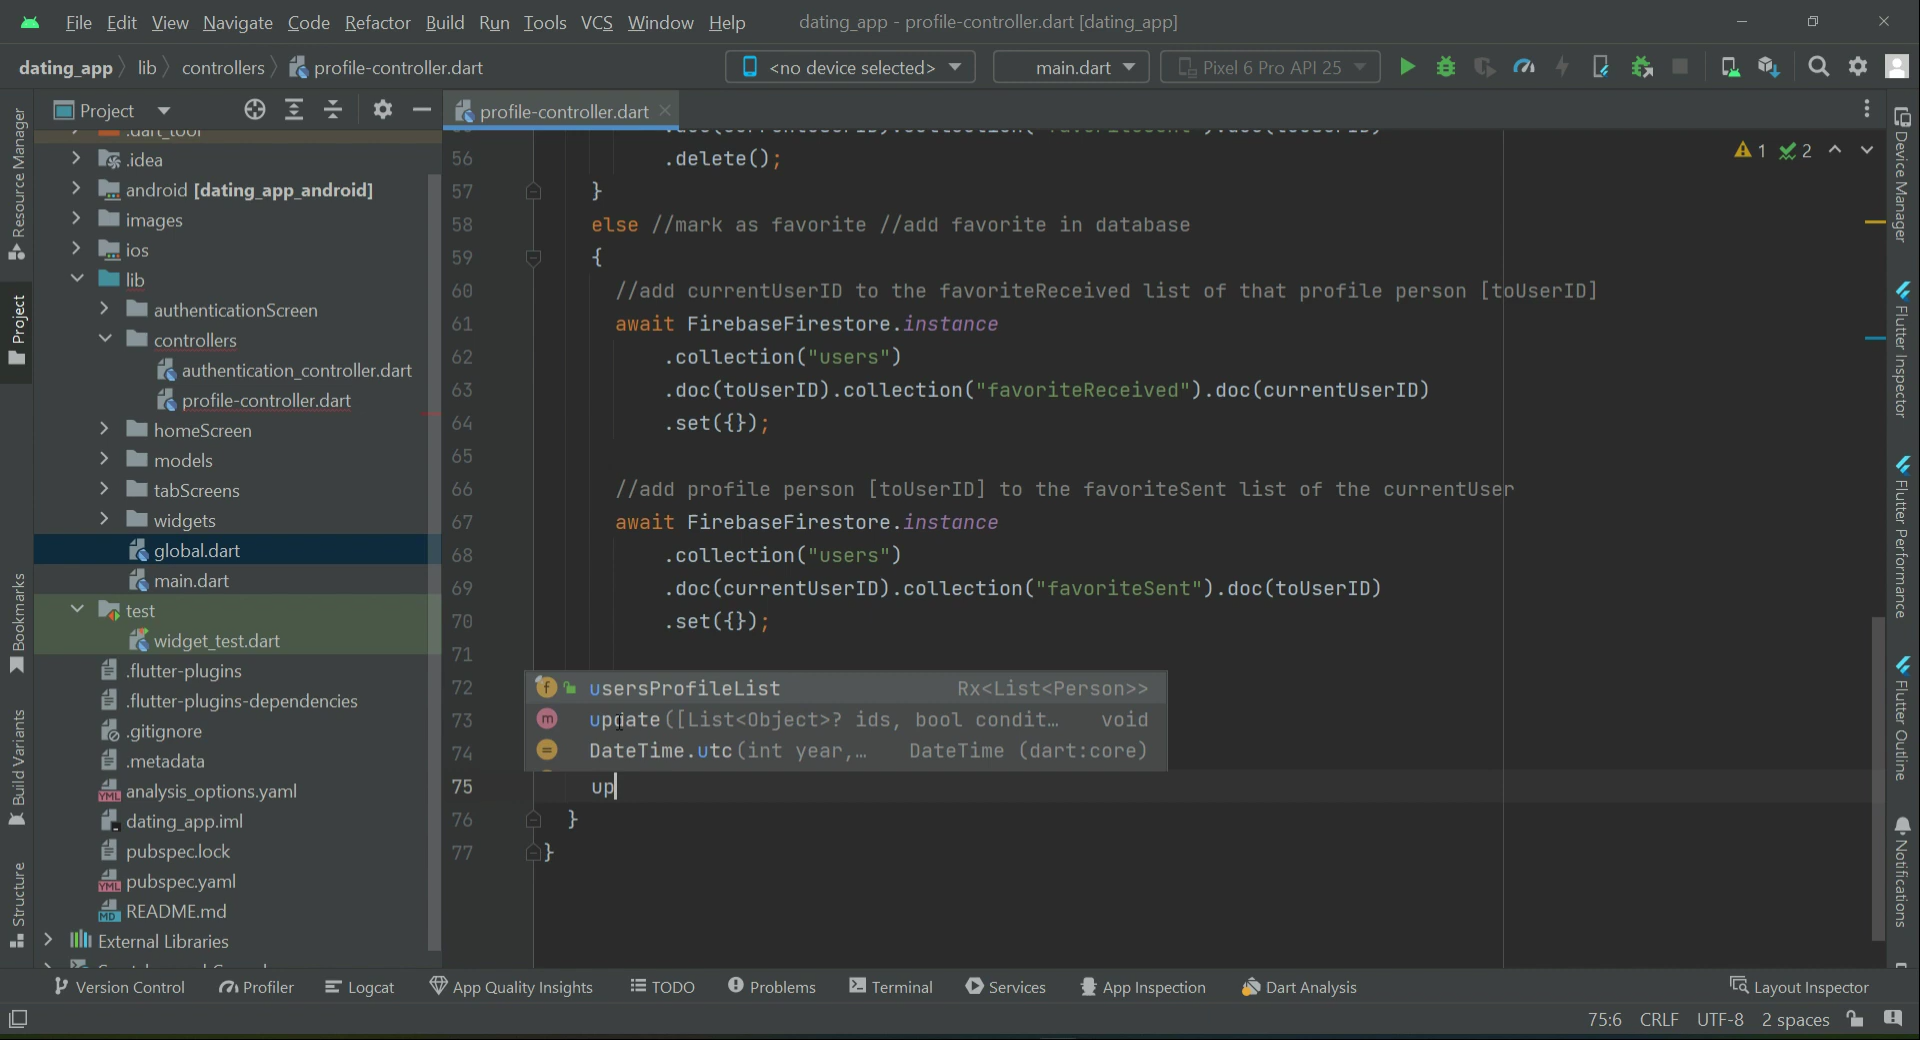 File Edit View Navigate Code Refactor Build Run Tools VCS Window Help dating_app - profile-controller.dart [dating_app]
dating_app lib controllers profile-controller.dart <no device selected> main.dart Pixel 6 Pro API 25
Resource Manager
Project
Bookmarks
Build Variants
Structure
Project
.dart_tool
.idea
android [dating_app_android]
images
ios
lib
authenticationScreen
controllers
authentication_controller.dart
profile-controller.dart
homeScreen
models
tabScreens
widgets
global.dart
main.dart
test
widget_test.dart
.flutter-plugins
.flutter-plugins-dependencies
.gitignore
.metadata
analysis_options.yaml
dating_app.iml
pubspec.lock
pubspec.yaml
README.md
External Libraries
profile-controller.dart
1 2
56 .delete();
57 }
58 else //mark as favorite //add favorite in database
59 {
60 //add currentUserID to the favoriteReceived list of that profile person [toUserID]
61 await FirebaseFirestore.instance
62 .collection("users")
63 .doc(toUserID).collection("favoriteReceived").doc(currentUserID)
64 .set({});
65
66 //add profile person [toUserID] to the favoriteSent list of the currentUser
67 await FirebaseFirestore.instance
68 .collection("users")
69 .doc(currentUserID).collection("favoriteSent").doc(toUserID)
70 .set({});
71
72 usersProfileList Rx<List<Person>>
73 update([List<Object>? ids, bool condit… void
74 DateTime.utc(int year,… DateTime (dart:core)
75 up
76 }
77 }
Device Manager
Flutter Inspector
Flutter Performance
Flutter Outline
Notifications
Version Control Profiler Logcat App Quality Insights TODO Problems Terminal Services App Inspection Dart Analysis Layout Inspector
75:6 CRLF UTF-8 2 spaces